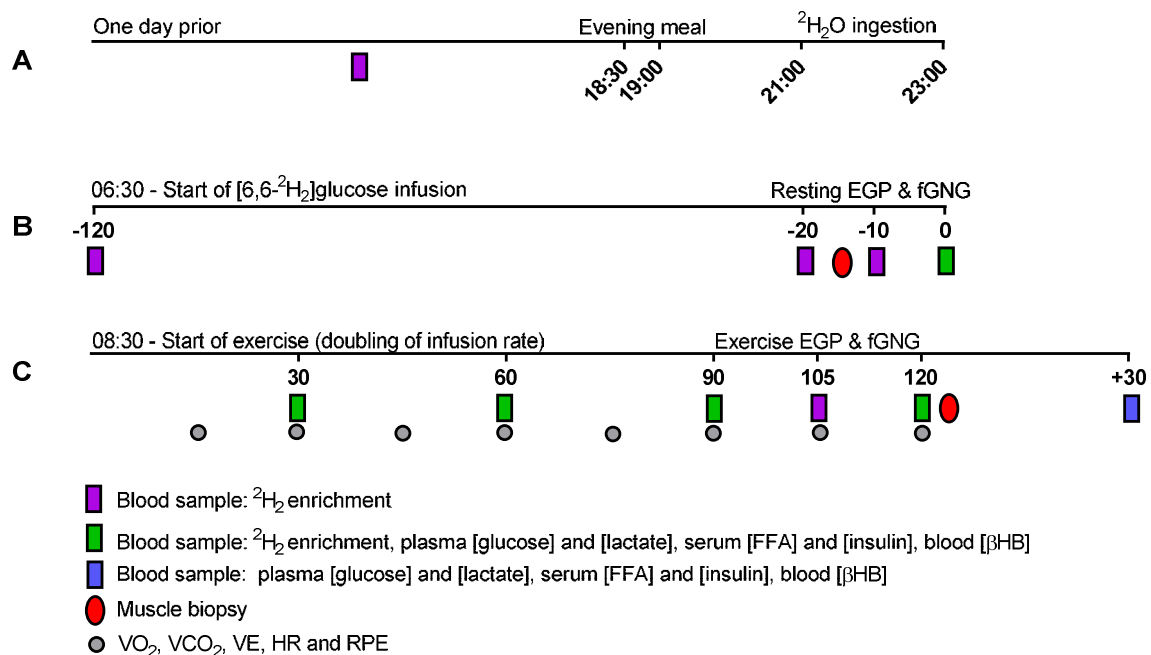 One day prior Evening meal ²H₂O ingestion
A
18:30 19:00 21:00 23:00
06:30 - Start of [6,6-²H₂]glucose infusion Resting EGP & fGNG
B
-120 -20 -10 0
08:30 - Start of exercise (doubling of infusion rate) Exercise EGP & fGNG
C
30 60 90 105 120 +30
Blood sample: ²H₂ enrichment
Blood sample: ²H₂ enrichment, plasma [glucose] and [lactate], serum [FFA] and [insulin], blood [βHB]
Blood sample: plasma [glucose] and [lactate], serum [FFA] and [insulin], blood [βHB]
Muscle biopsy
VO₂, VCO₂, VE, HR and RPE